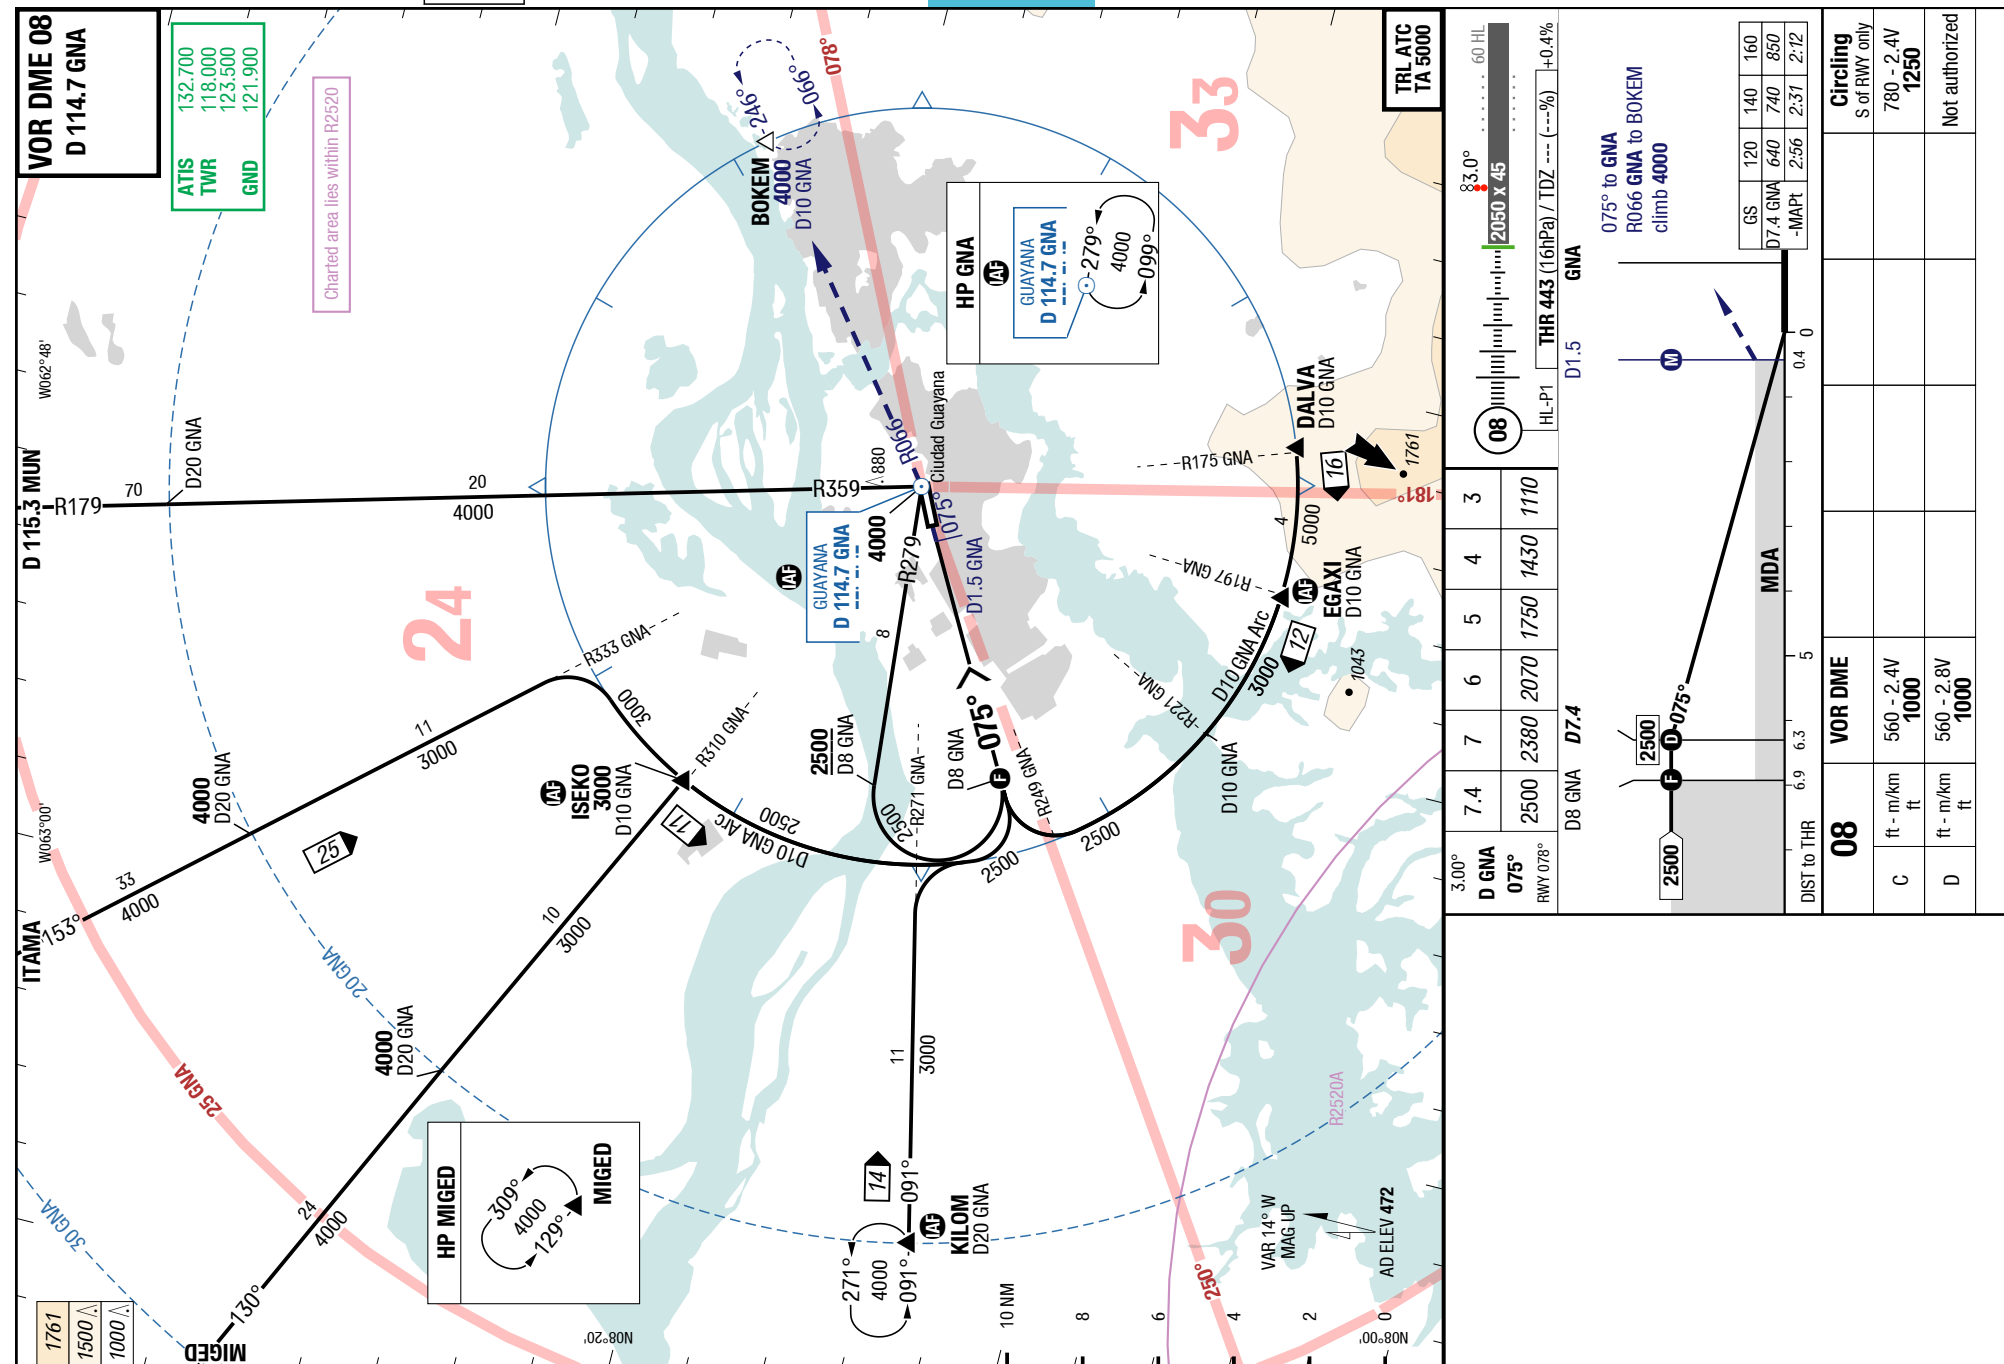 VOR DME 08
D 114.7 GNA
ATIS 132.700
TWR 118.000
123.500
GND 121.900
Charted area lies within R2520
TRL ATC
TA 5000
D 115.3 MUN
R179
70
D20 GNA
20
4000
R359
W062°48'
W063°00'
24
33
30
078°
181°
250°
25 GNA
20 GNA
30 GNA
ITAMA
153°
33
4000
25
4000
D20 GNA
11
3000
R333 GNA
3000
IAF
ISEKO
3000
D10 GNA
R310 GNA
11
D10 GNA Arc
2500
10
3000
4000
D20 GNA
24
4000
130°
MIGED
HP MIGED
309°
4000
129°
MIGED
1761
1500
1000
IAF
GUAYANA
D 114.7 GNA
4000
880
R066
Ciudad Guayana
075°
D1.5 GNA
R279
8
2500
D8 GNA
2500
R271 GNA
D8 GNA
F
075°
R249 GNA
2500
2500
BOKEM
4000
D10 GNA
246°
066°
HP GNA
IAF
GUAYANA
D 114.7 GNA
279°
4000
099°
DALVA
D10 GNA
R175 GNA
16
1761
4
5000
R197 GNA
IAF
EGAXI
D10 GNA
12
1043
D10 GNA Arc
3000
R221 GNA
D10 GNA
11
3000
14
091°
IAF
KILOM
D20 GNA
271°
4000
091°
R2520A
VAR 14° W
MAG UP
AD ELEV 472
10 NM
8
6
4
2
0
N08°20'
N08°00'
3.00°
D GNA 7.4 7 6 5 4 3
075° 2500 2380 2070 1750 1430 1110
RWY 078°
08
HL-P1
3.0°
2050 x 45
60 HL
THR 443 (16hPa) / TDZ --- (---%) +0.4%
D8 GNA
D7.4
D1.5
GNA
075° to GNA
R066 GNA to BOKEM
climb 4000
2500
F
2500
D
075°
M
MDA
GS 120 140 160
D7.4 GNA 640 740 850
-MAPt 2:56 2:31 2:12
DIST to THR
6.9
6.3
5
0.4
0
08
VOR DME
Circling
S of RWY only
C
ft - m/km
ft
560 - 2.4V
1000
780 - 2.4V
1250
D
ft - m/km
ft
560 - 2.8V
1000
Not authorized